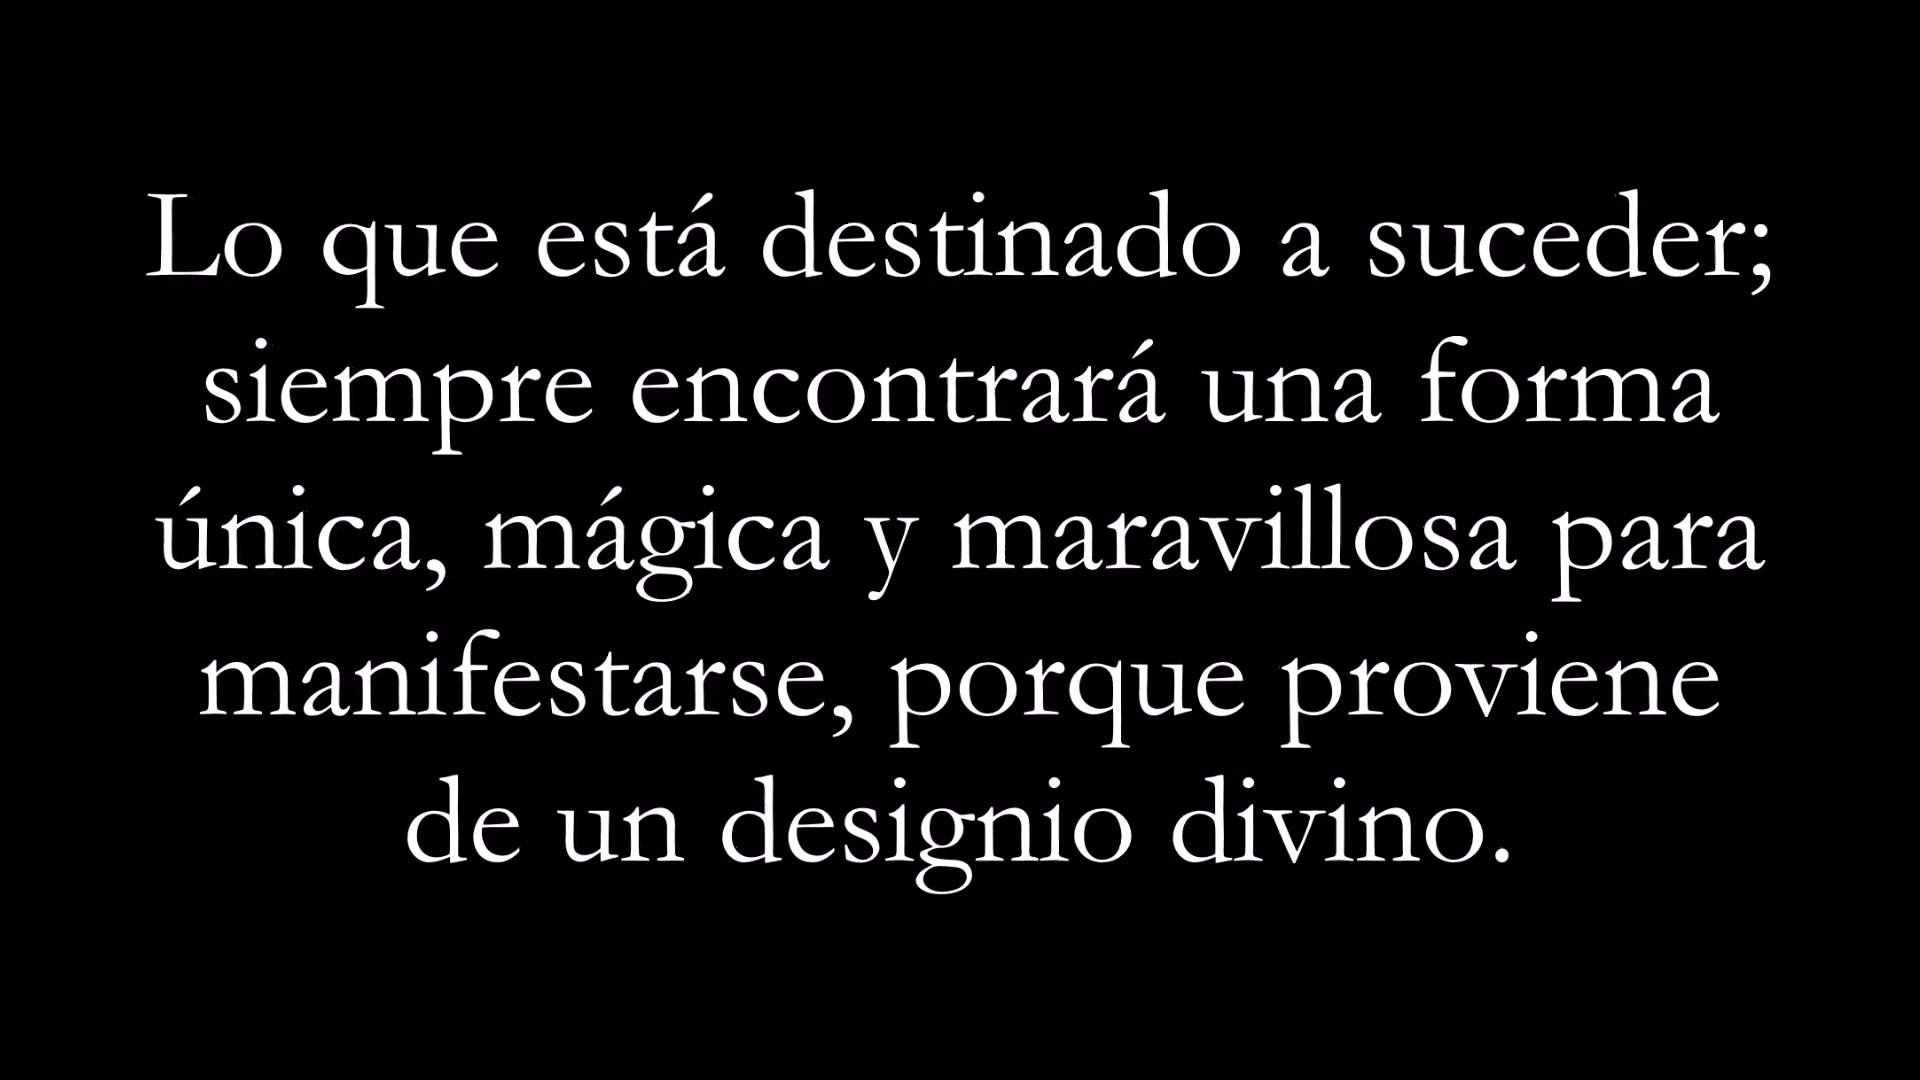 Lo que está destinado a suceder;
siempre encontrará una forma
única, mágica y maravillosa para
manifestarse, porque proviene
de un designio divino.